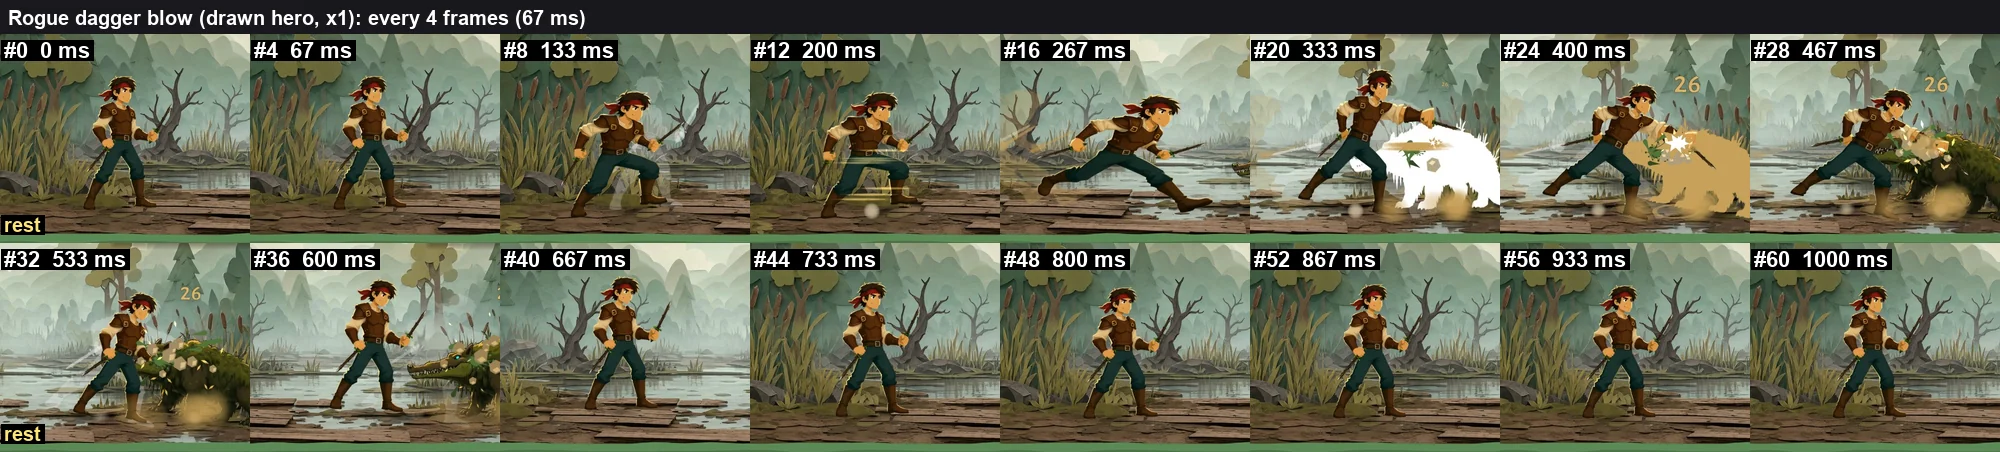 Rogue dagger blow (drawn hero, x1): every 4 frames (67 ms)
#0 0 ms
#4 67 ms
#8 133 ms
#12 200 ms
#16 267 ms
#20 333 ms
#24 400 ms
#28 467 ms
26
26
rest
#32 533 ms
#36 600 ms
#40 667 ms
#44 733 ms
#48 800 ms
#52 867 ms
#56 933 ms
#60 1000 ms
26
rest